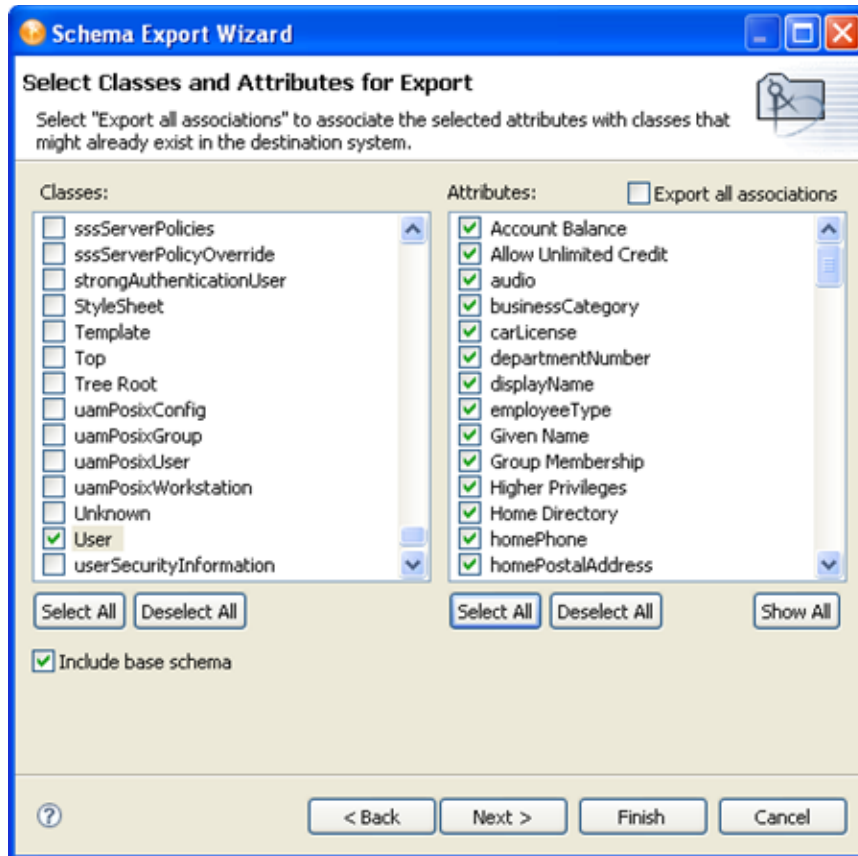 Schema Export Wizard
Select Classes and Attributes for Export
Select "Export all associations" to associate the selected attributes with classes that
might already exist in the destination system.
Classes:
sssServerPolicies
sssServerPolicyOverride
strongAuthenticationUser
StyleSheet
Template
Top
Tree Root
uamPosixConfig
uamPosixGroup
uamPosixUser
uamPosixWorkstation
Unknown
User
userSecurityInformation
Select All Deselect All
Include base schema
Attributes: Export all associations
Account Balance
Allow Unlimited Credit
audio
businessCategory
carLicense
departmentNumber
displayName
employeeType
Given Name
Group Membership
Higher Privileges
Home Directory
homePhone
homePostalAddress
Select All Deselect All Show All
? < Back Next > Finish Cancel